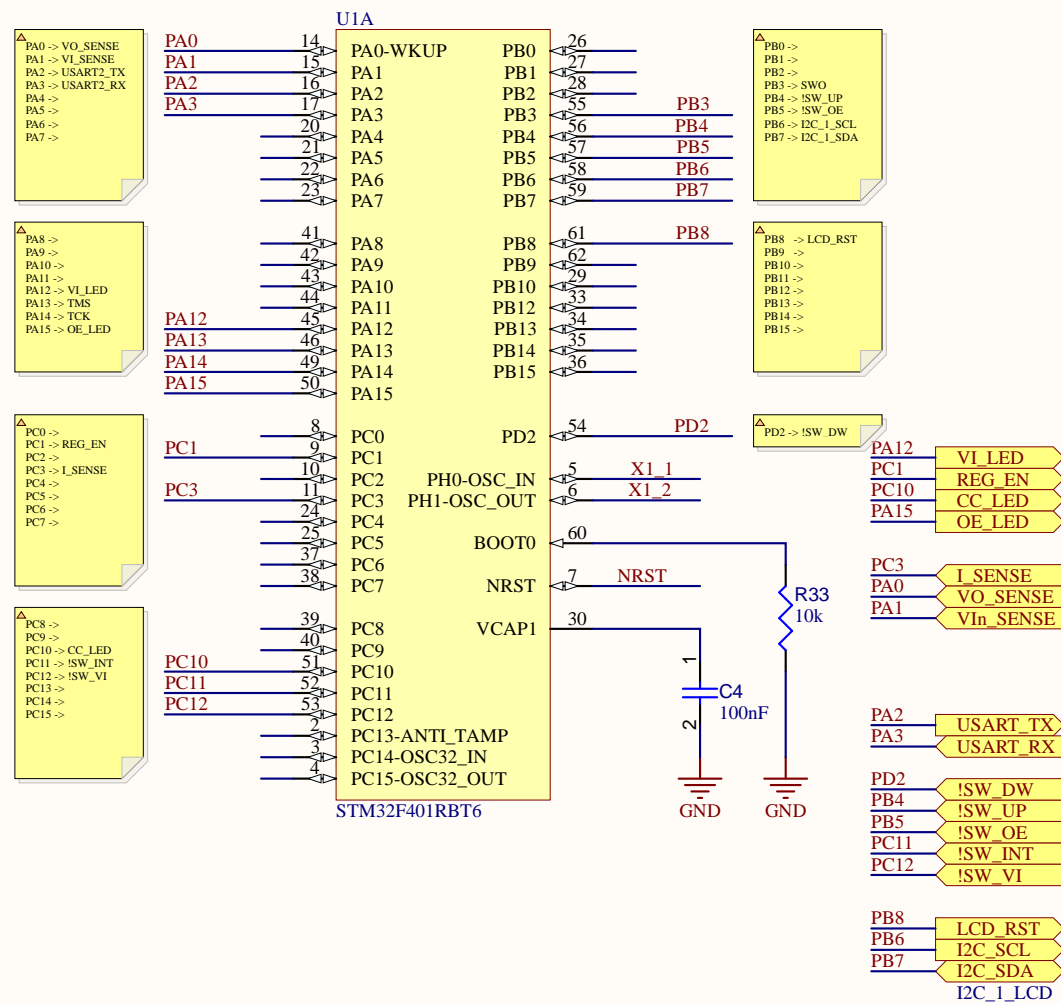 U1A
PA0 -> VO_SENSE
PA1 -> VI_SENSE
PA2 -> USART2_TX
PA3 -> USART2_RX
PA4 ->
PA5 ->
PA6 ->
PA7 ->
PA8 ->
PA9 ->
PA10 ->
PA11 ->
PA12 -> VI_LED
PA13 -> TMS
PA14 -> TCK
PA15 -> OE_LED
PC0 ->
PC1 -> REG_EN
PC2 ->
PC3 -> I_SENSE
PC4 ->
PC5 ->
PC6 ->
PC7 ->
PC8 ->
PC9 ->
PC10 -> CC_LED
PC11 -> !SW_INT
PC12 -> !SW_VI
PC13 ->
PC14 ->
PC15 ->
PA0 14 PA0-WKUP
PA1 15 PA1
PA2 16 PA2
PA3 17 PA3
20 PA4
21 PA5
22 PA6
23 PA7
41 PA8
42 PA9
43 PA10
44 PA11
PA12 45 PA12
PA13 46 PA13
PA14 49 PA14
PA15 50 PA15
8 PC0
PC1 9 PC1
10 PC2
PC3 11 PC3
24 PC4
25 PC5
37 PC6
38 PC7
39 PC8
40 PC9
PC10 51 PC10
PC11 52 PC11
PC12 53 PC12
2 PC13-ANTI_TAMP
3 PC14-OSC32_IN
4 PC15-OSC32_OUT
STM32F401RBT6
PB0 26
PB1 27
PB2 28
PB3 55 PB3
PB4 56 PB4
PB5 57 PB5
PB6 58 PB6
PB7 59 PB7
PB8 61 PB8
PB9 62
PB10 29
PB12 33
PB13 34
PB14 35
PB15 36
PD2 54 PD2
PH0-OSC_IN 5 X1_1
PH1-OSC_OUT 6 X1_2
BOOT0 60
NRST 7 NRST
VCAP1 30
R33
10k
1
C4
100nF
2
GND
GND
PB0 ->
PB1 ->
PB2 ->
PB3 -> SWO
PB4 -> !SW_UP
PB5 -> !SW_OE
PB6 -> I2C_1_SCL
PB7 -> I2C_1_SDA
PB8 -> LCD_RST
PB9 ->
PB10 ->
PB11 ->
PB12 ->
PB13 ->
PB14 ->
PB15 ->
PD2 -> !SW_DW
PA12 VI_LED
PC1 REG_EN
PC10 CC_LED
PA15 OE_LED
PC3 I_SENSE
PA0 VO_SENSE
PA1 VIn_SENSE
PA2 USART_TX
PA3 USART_RX
PD2 !SW_DW
PB4 !SW_UP
PB5 !SW_OE
PC11 !SW_INT
PC12 !SW_VI
PB8 LCD_RST
PB6 I2C_SCL
PB7 I2C_SDA
I2C_1_LCD